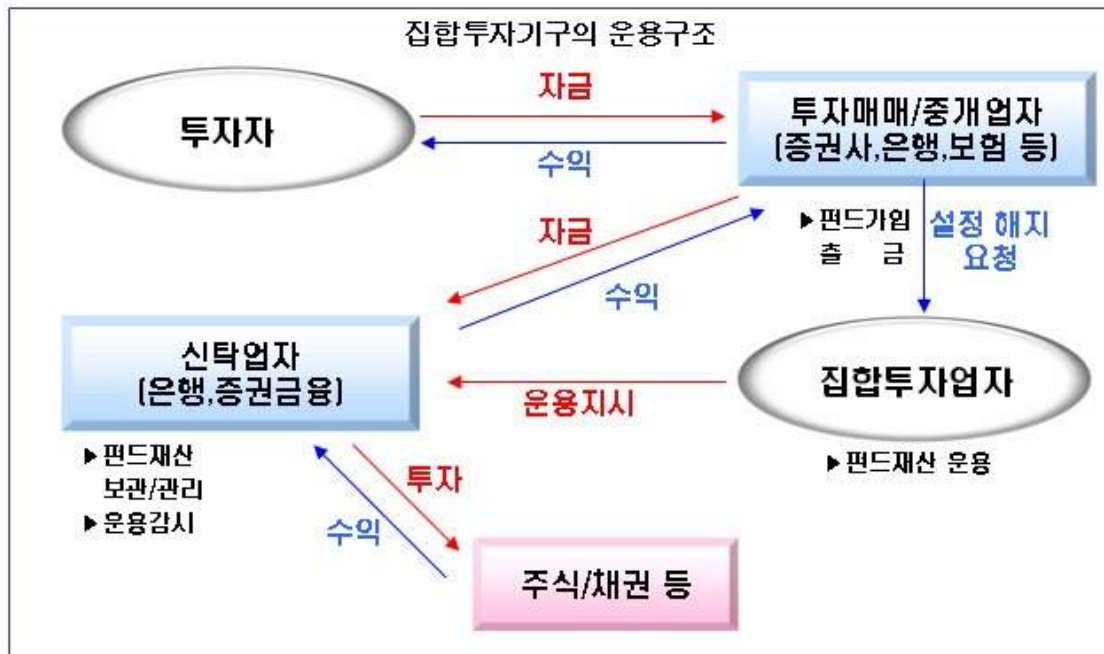 집합투자기구의 운용구조
자금
투자자
투자매매/중개업자
(증권사,은행,보험 등)
수익
▶펀드가입
출 금
설정 해지
요청
자금
수익
신탁업자
(은행,증권금융)
집합투자업자
운용지시
▶펀드재산
보관/관리
▶운용감시
▶펀드재산 운용
투자
수익
주식/채권 등